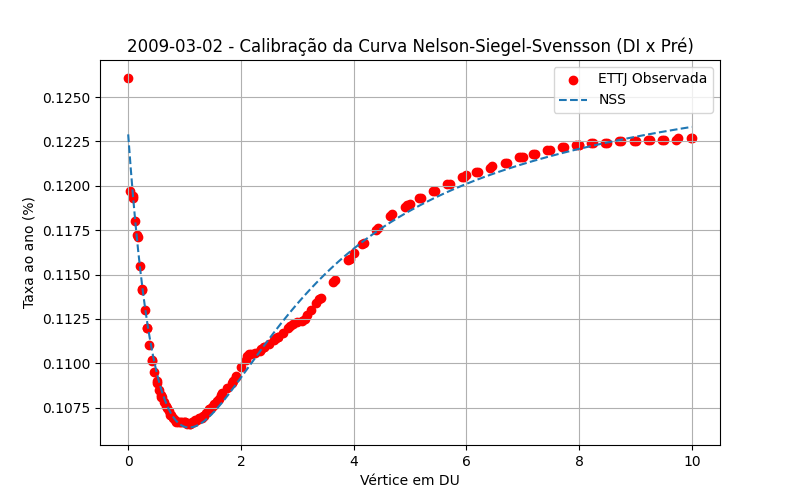 2009-03-02 - Calibração da Curva Nelson-Siegel-Svensson (DI x Pré)
ETTJ Observada
NSS
Taxa ao ano (%)
0.1250
0.1225
0.1200
0.1175
0.1150
0.1125
0.1100
0.1075
0 2 4 6 8 10
Vértice em DU